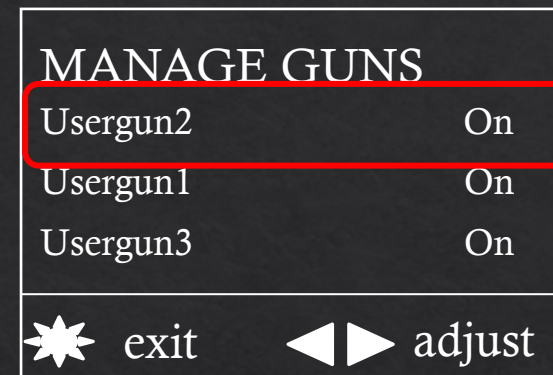 MANAGE GUNS
Usergun2 On
Usergun1 On
Usergun3 On
exit adjust